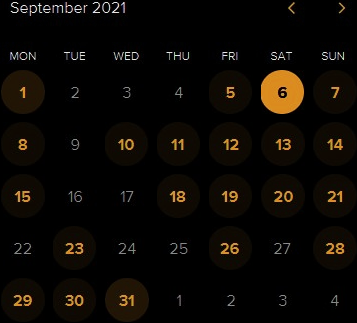 September 2021 < >
MON TUE WED THU FRI SAT SUN
1 2 3 4 5 6 7
8 9 10 11 12 13 14
15 16 17 18 19 20 21
22 23 24 25 26 27 28
29 30 31 1 2 3 4